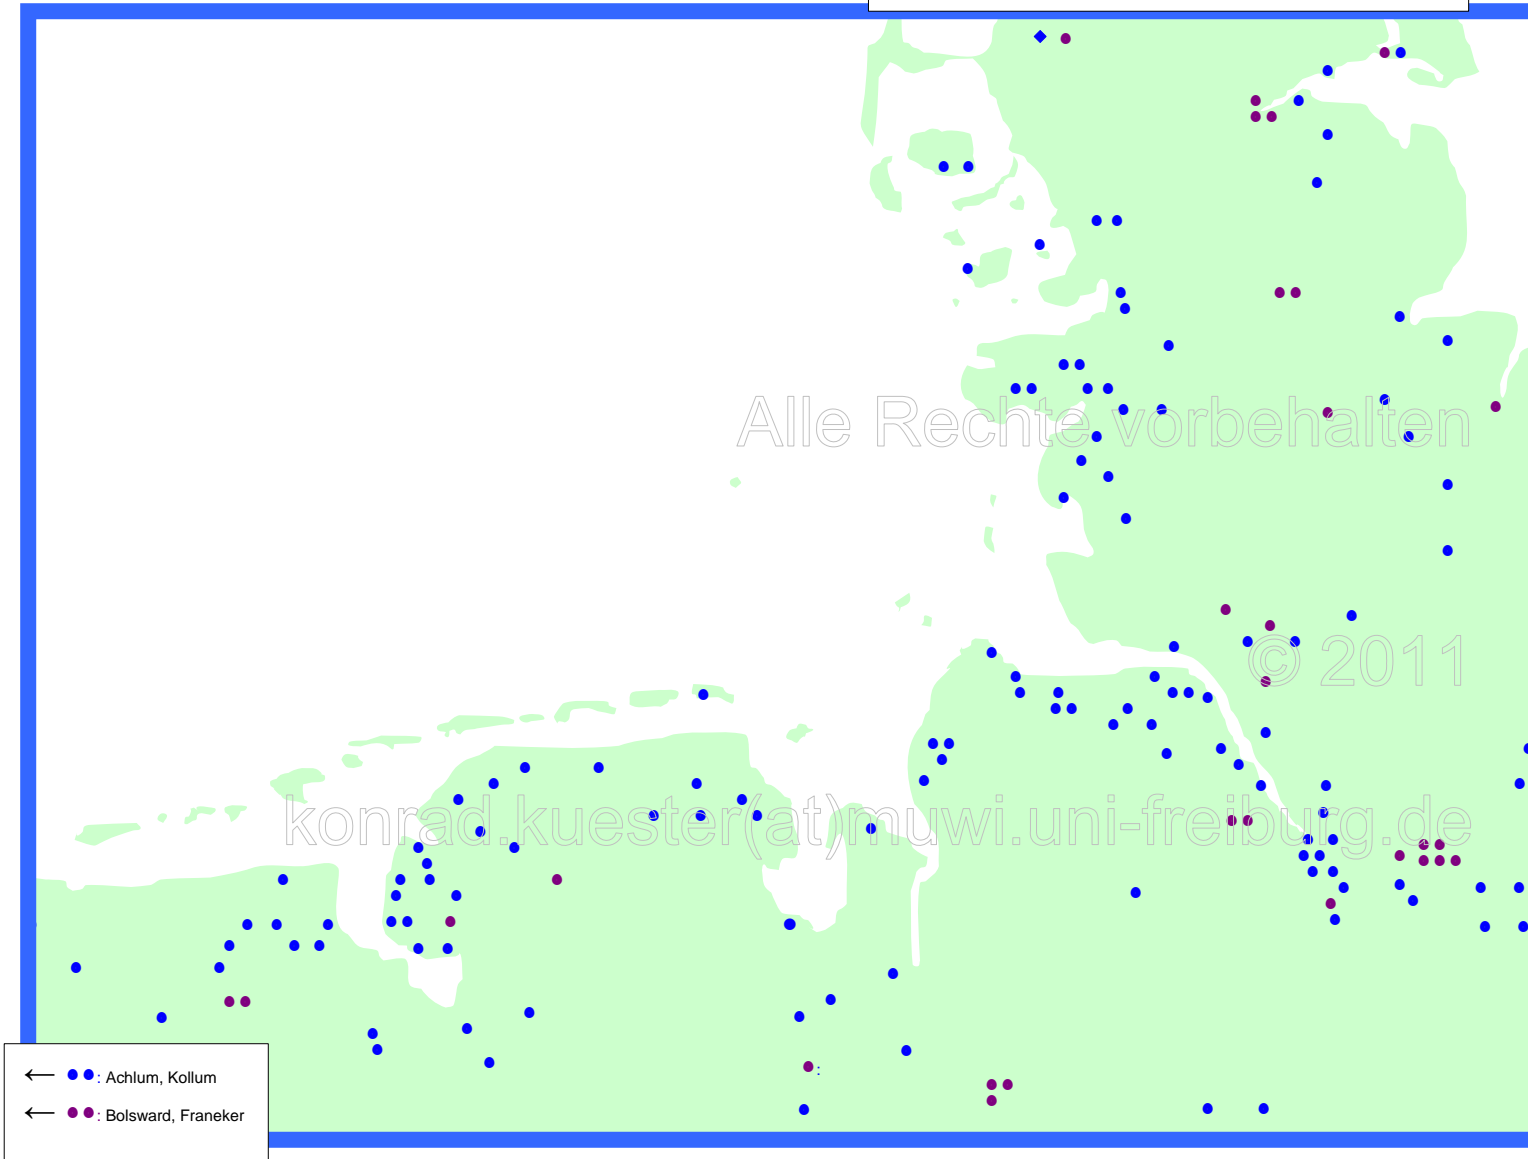 Alle Rechte vorbehalten
© 2011
konrad.kuester(at)muwi.uni-freiburg.de
:
← : Achlum, Kollum
← : Bolsward, Franeker